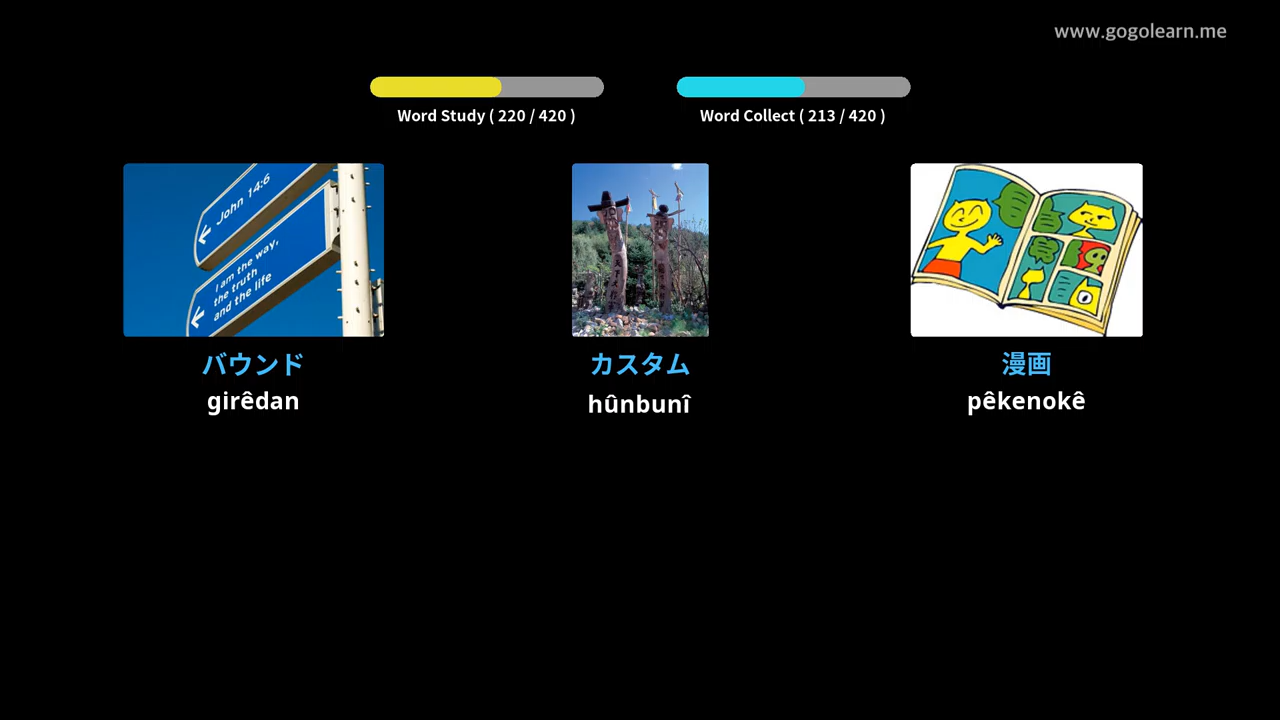 www.gogolearn.me
Word Study ( 220 / 420 )
Word Collect ( 213 / 420 )
John 14:6
I am the way,
the truth
and the life
バウンド
カスタム
漫画
girêdan
hûnbunî
pêkenokê